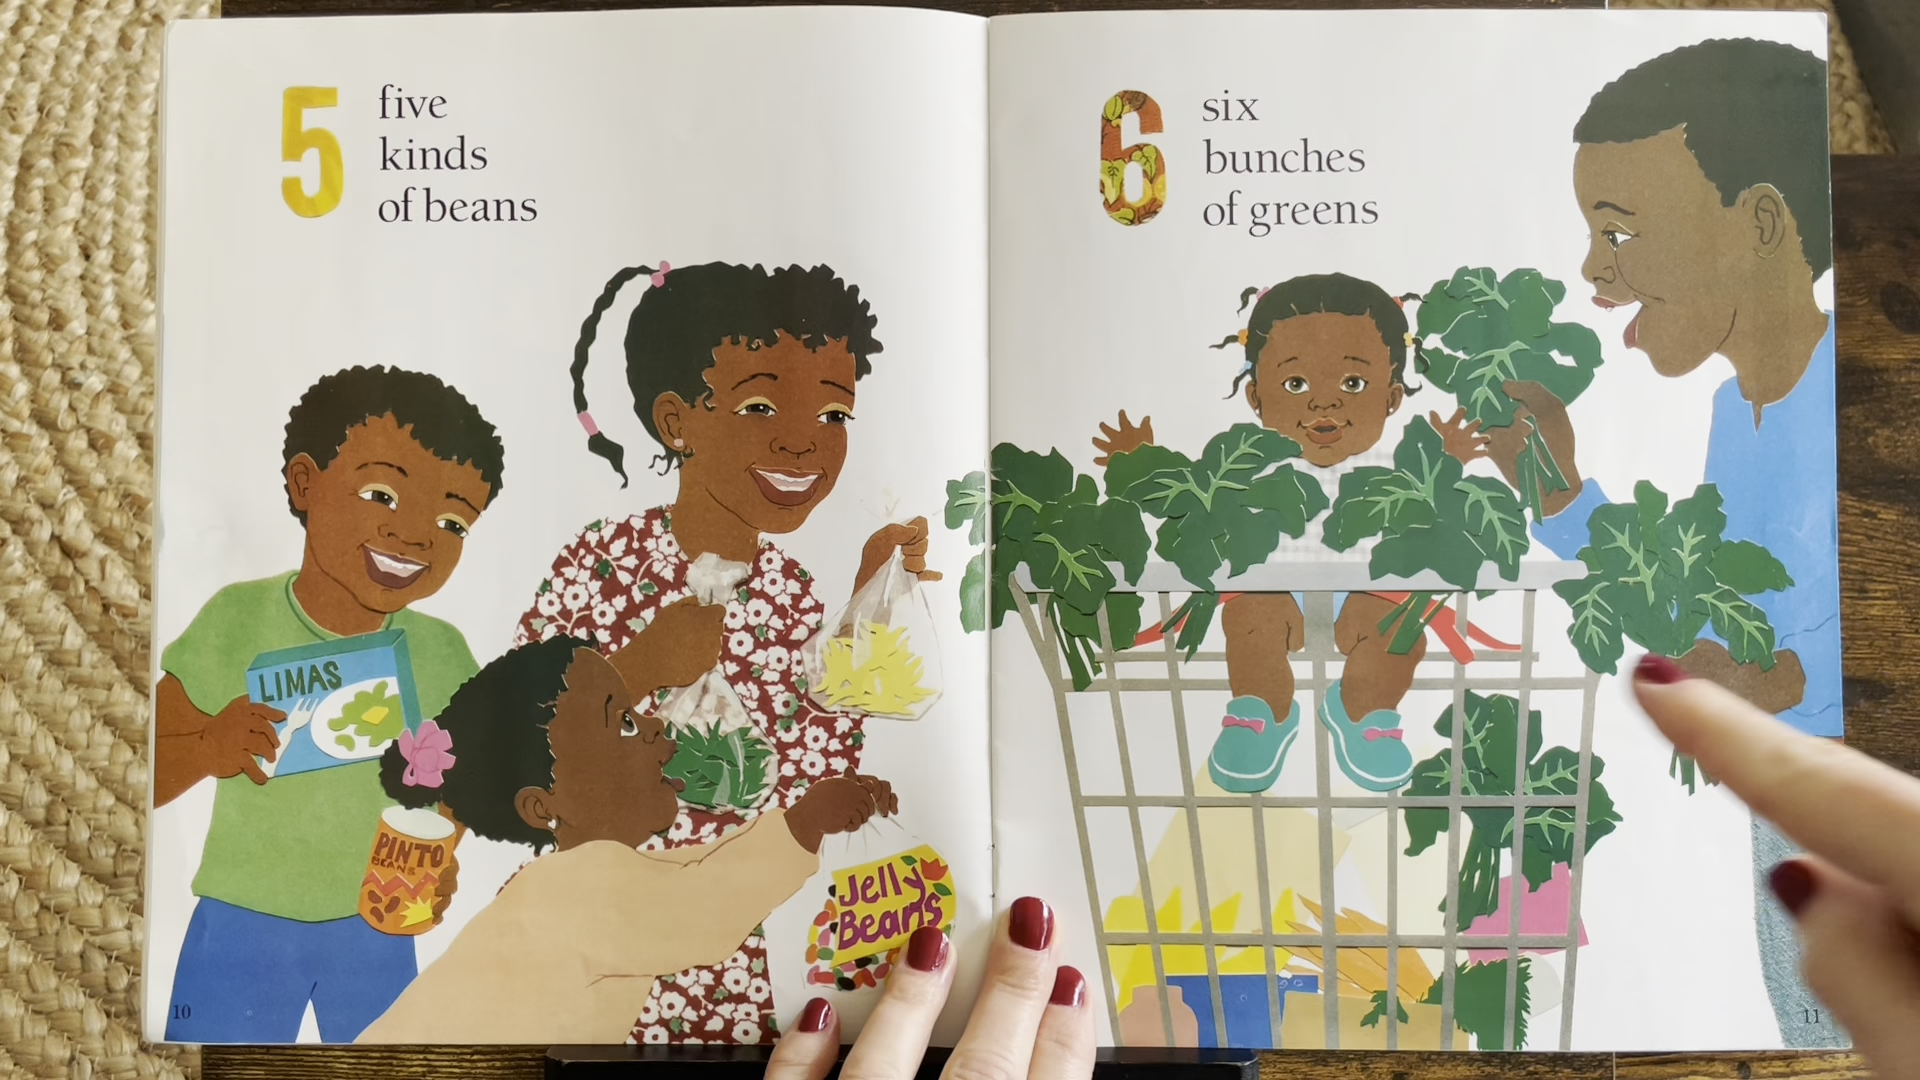 5
five
kinds
of beans
LIMAS
PINTO
BEANS
Jelly
Beans
10
6
six
bunches
of greens
11